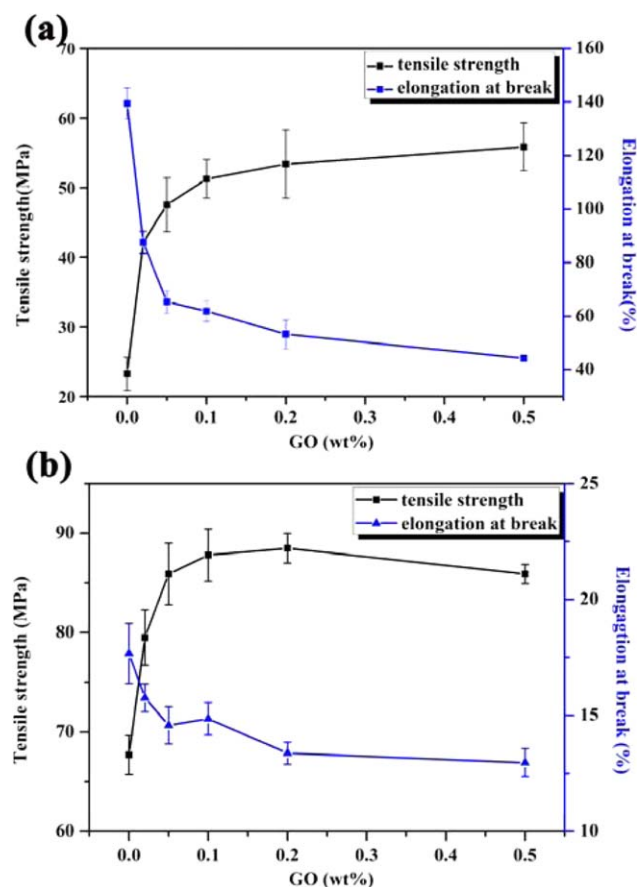 (a)
70
60
50
40
30
20
Tensile strength(MPa)
tensile strength
elongation at break
160
140
120
100
80
60
40
Elongation at break(%)
0.0 0.1 0.2 0.3 0.4 0.5
GO (wt%)
(b)
90
80
70
60
Tensile strength (MPa)
tensile strength
elongation at break
25
20
15
10
Elongagtion at break (%)
0.0 0.1 0.2 0.3 0.4 0.5
GO (wt%)